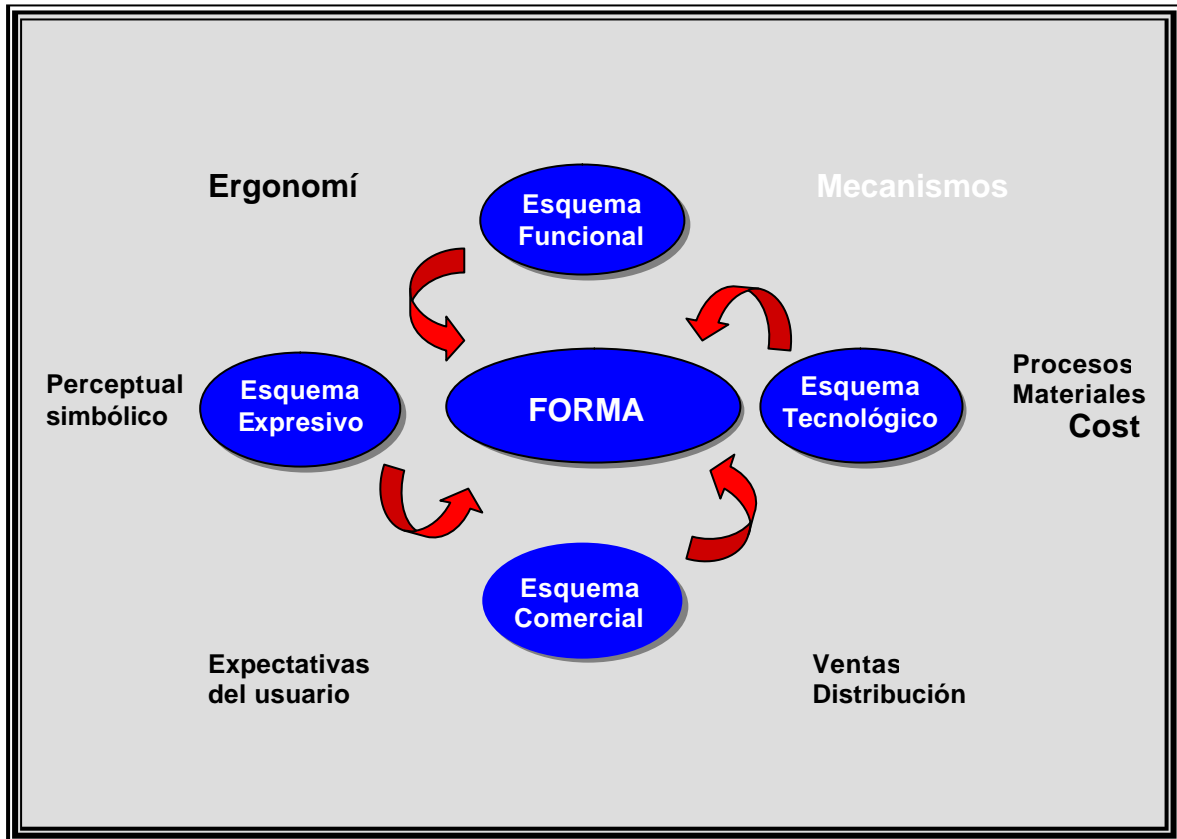 Ergonomí
Mecanismos
Esquema
Funcional
Perceptual
simbólico
Esquema
Expresivo
FORMA
Esquema
Tecnológico
Procesos
Materiales
Cost
Esquema
Comercial
Expectativas
del usuario
Ventas
Distribución